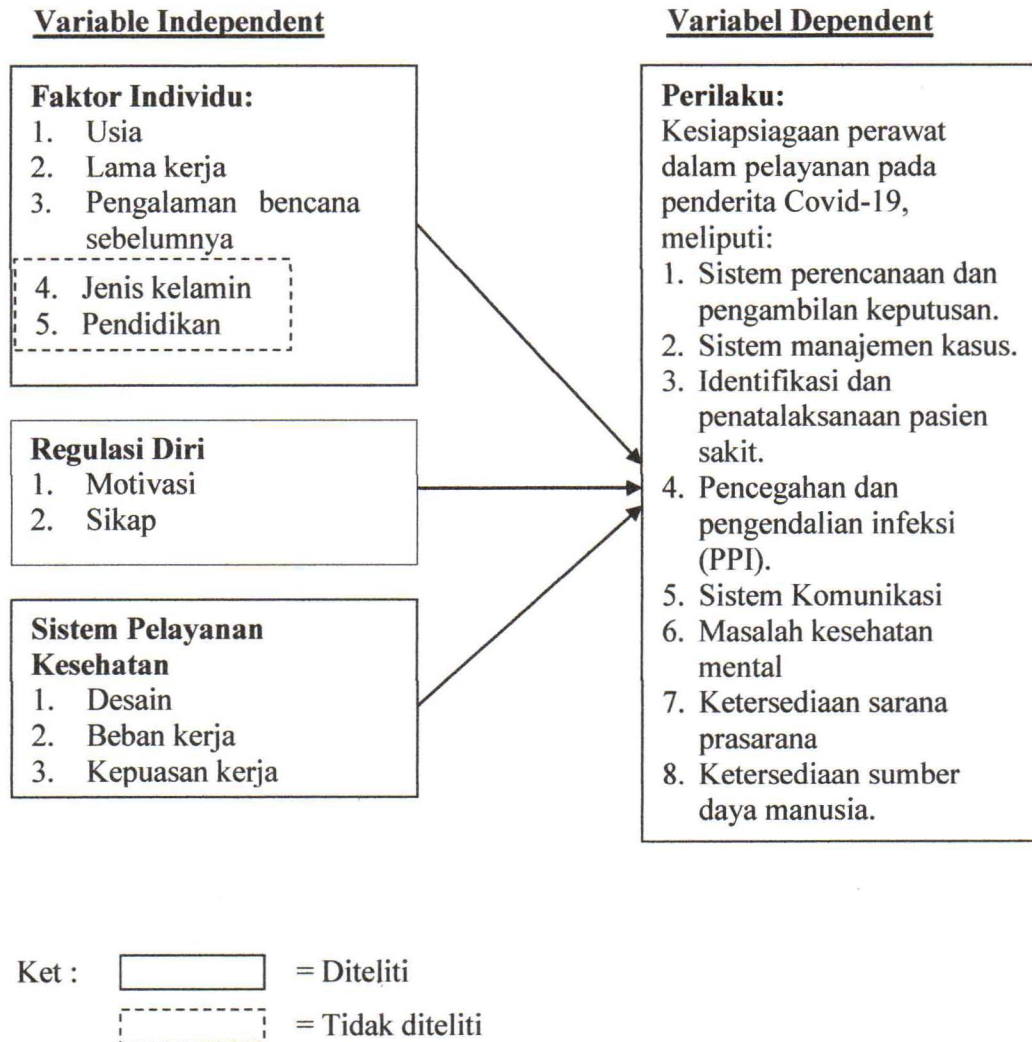 Variable Independent
Faktor Individu:
1. Usia
2. Lama kerja
3. Pengalaman bencana
sebelumnya
4. Jenis kelamin
5. Pendidikan
Regulasi Diri
1. Motivasi
2. Sikap
Sistem Pelayanan
Kesehatan
1. Desain
2. Beban kerja
3. Kepuasan kerja
Variabel Dependent
Perilaku:
Kesiapsiagaan perawat
dalam pelayanan pada
penderita Covid-19,
meliputi:
1. Sistem perencanaan dan
pengambilan keputusan.
2. Sistem manajemen kasus.
3. Identifikasi dan
penatalaksanaan pasien
sakit.
4. Pencegahan dan
pengendalian infeksi
(PPI).
5. Sistem Komunikasi
6. Masalah kesehatan
mental
7. Ketersediaan sarana
prasarana
8. Ketersediaan sumber
daya manusia.
Ket :
= Diteliti
= Tidak diteliti